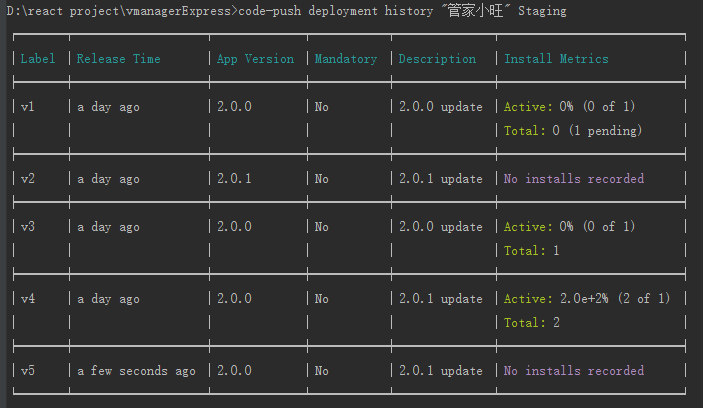 D:\react project\vmanagerExpress>code-push deployment history "管家小旺" Staging
Label Release Time App Version Mandatory Description Install Metrics
v1 a day ago 2.0.0 No 2.0.0 update Active: 0% (0 of 1)
Total: 0 (1 pending)
v2 a day ago 2.0.1 No 2.0.1 update No installs recorded
v3 a day ago 2.0.0 No 2.0.0 update Active: 0% (0 of 1)
Total: 1
v4 a day ago 2.0.0 No 2.0.1 update Active: 2.0e+2% (2 of 1)
Total: 2
v5 a few seconds ago 2.0.0 No 2.0.1 update No installs recorded